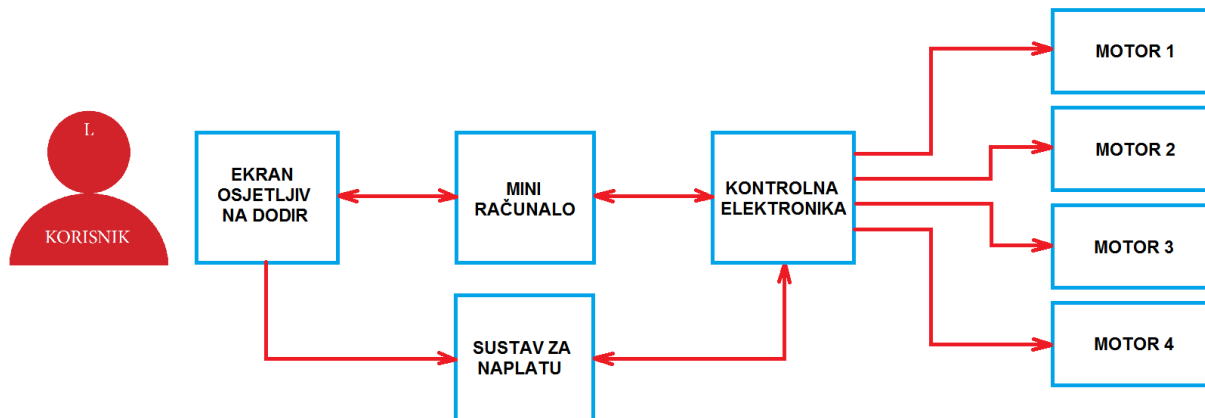 L
KORISNIK
EKRAN
OSJETLJIV
NA DODIR
MINI
RAČUNALO
KONTROLNA
ELEKTRONIKA
SUSTAV ZA
NAPLATU
MOTOR 1
MOTOR 2
MOTOR 3
MOTOR 4